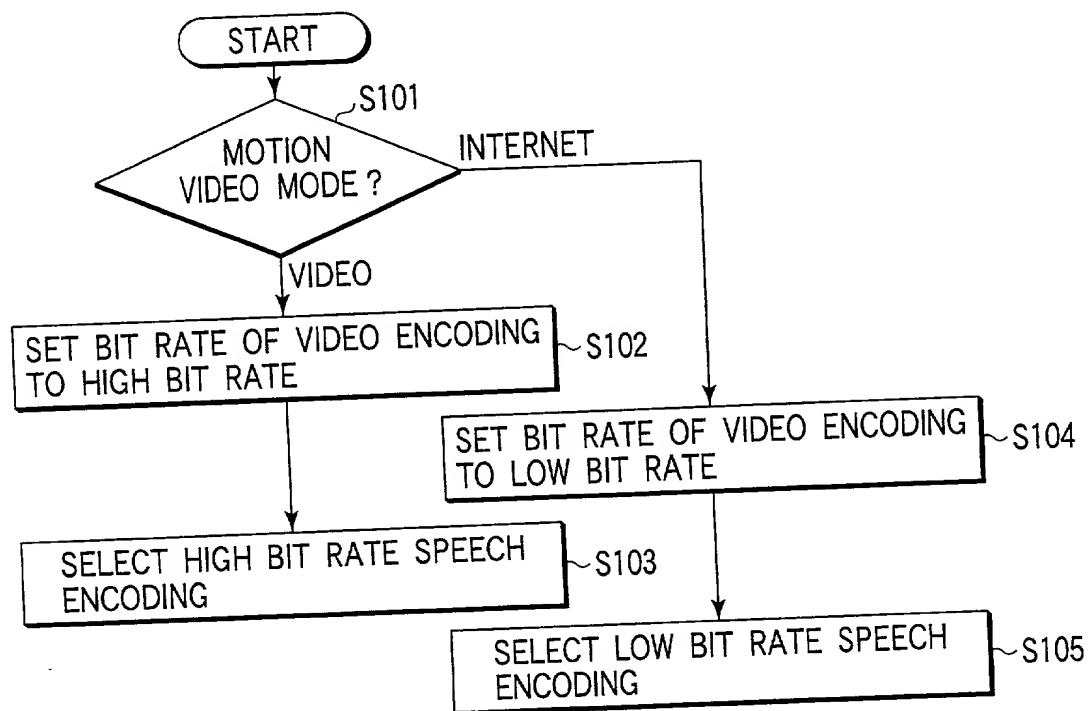 START
S101
MOTION
VIDEO MODE?
INTERNET
VIDEO
SET BIT RATE OF VIDEO ENCODING
TO HIGH BIT RATE
S102
SELECT HIGH BIT RATE SPEECH
ENCODING
S103
SET BIT RATE OF VIDEO ENCODING
TO LOW BIT RATE
S104
SELECT LOW BIT RATE SPEECH
ENCODING
S105